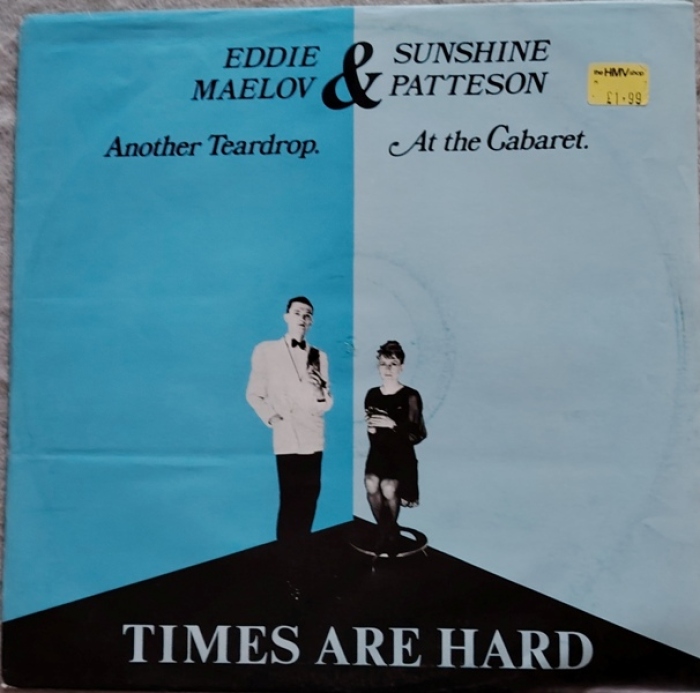 EDDIE & SUNSHINE
MAELOV PATTESON
Another Teardrop. At the Cabaret.
the HMV shop
£1·99
TIMES ARE HARD